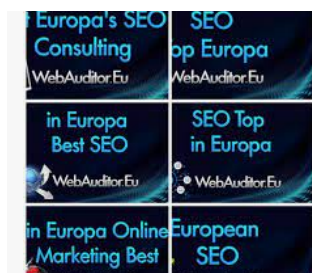 Europa's SEO
Consulting
WebAuditor.Eu
SEO
op Europa
WebAuditor.Eu
in Europa
Best SEO
WebAuditor.Eu
SEO Top
in Europa
WebAuditor.Eu
in Europa Online
Marketing Best
European
SEO